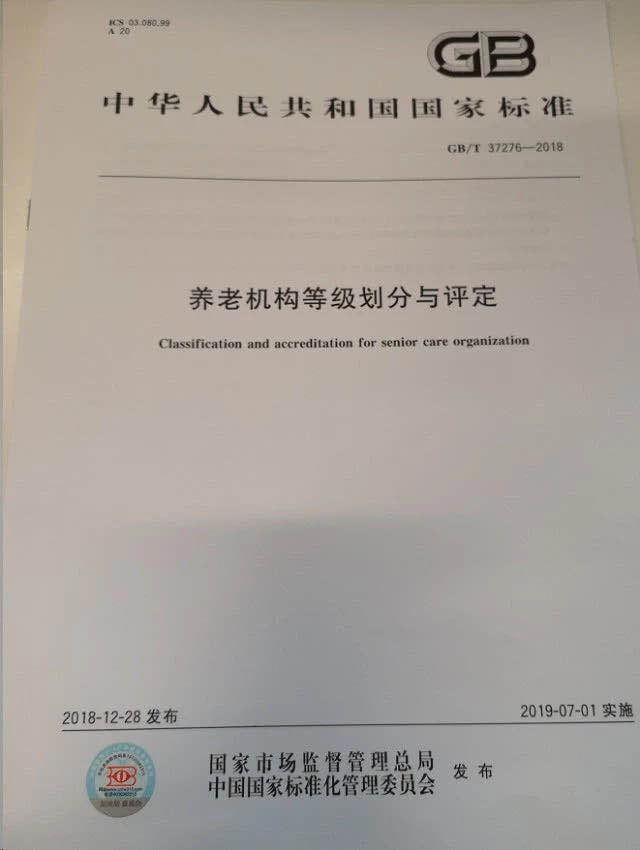 ICS 03.080.99
A 20
GB
中华人民共和国国家标准
GB/T 37276—2018
养老机构等级划分与评定
Classification and accreditation for senior care organization
2018-12-28 发布
2019-07-01 实施
国家市场监督管理总局
中国国家标准化管理委员会
发布